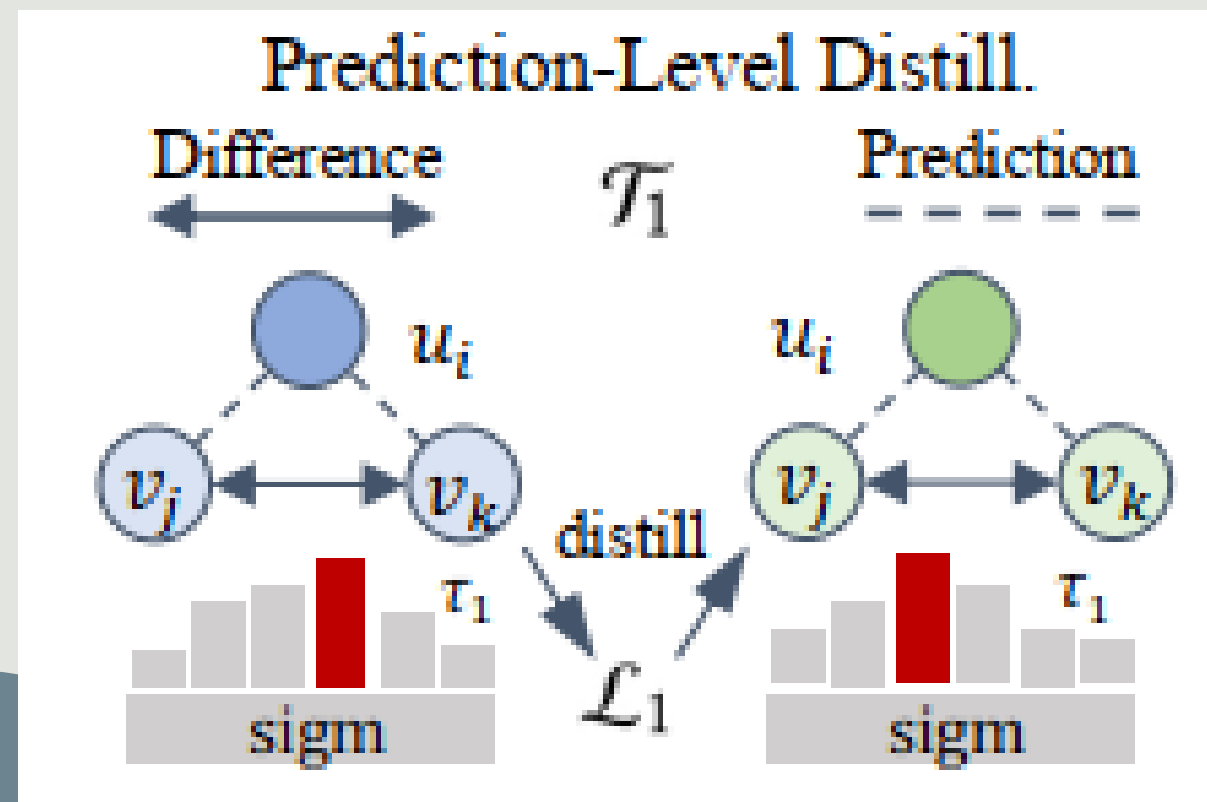 Prediction-Level Distill.
Difference 𝒯₁ Prediction
uᵢ uᵢ
vⱼ vₖ vⱼ vₖ
distill
τ₁ τ₁
ℒ₁
sigm sigm